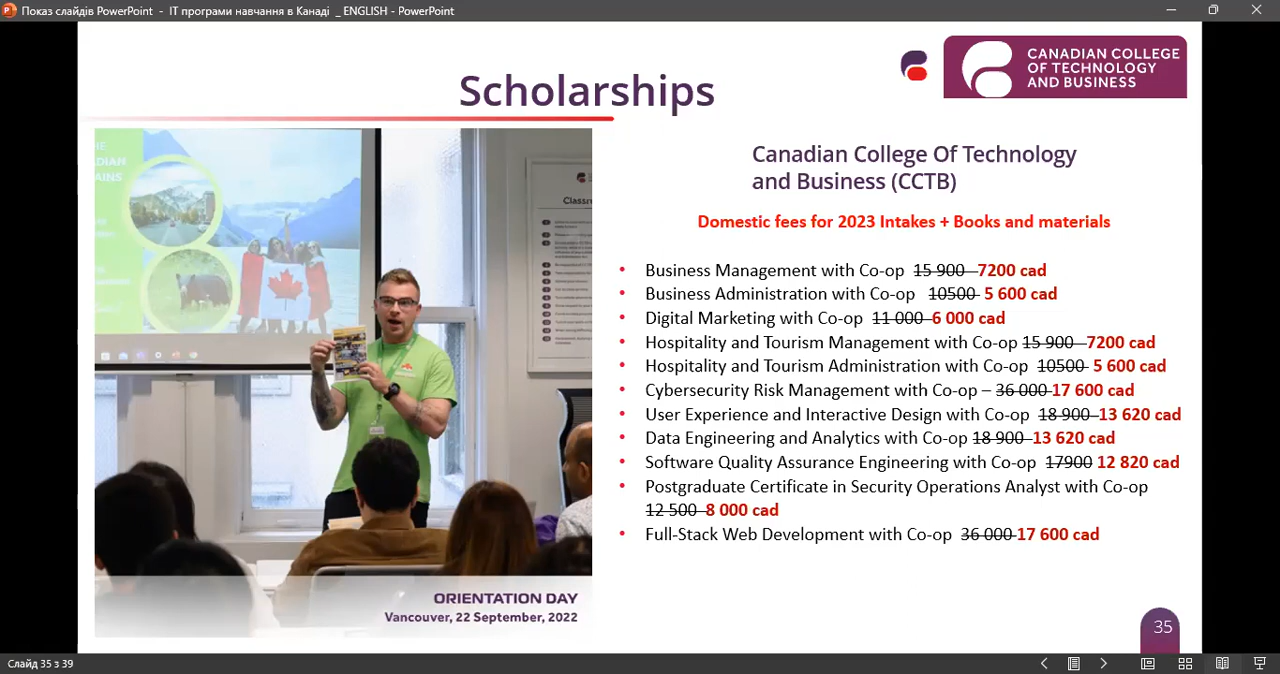 Показ слайдів PowerPoint - IT програми навчання в Канаді _ ENGLISH - PowerPoint
CANADIAN COLLEGE
OF TECHNOLOGY
AND BUSINESS
Scholarships
Canadian College Of Technology
and Business (CCTB)
Domestic fees for 2023 Intakes + Books and materials
• Business Management with Co-op 15 900 7200 cad
• Business Administration with Co-op 10500 5 600 cad
• Digital Marketing with Co-op 11 000 6 000 cad
• Hospitality and Tourism Management with Co-op 15 900 7200 cad
• Hospitality and Tourism Administration with Co-op 10500 5 600 cad
• Cybersecurity Risk Management with Co-op – 36 000 17 600 cad
• User Experience and Interactive Design with Co-op 18 900 13 620 cad
• Data Engineering and Analytics with Co-op 18 900 13 620 cad
• Software Quality Assurance Engineering with Co-op 17900 12 820 cad
• Postgraduate Certificate in Security Operations Analyst with Co-op
12 500 8 000 cad
• Full-Stack Web Development with Co-op 36 000 17 600 cad
ORIENTATION DAY
Vancouver, 22 September, 2022
35
Слайд 35 з 39